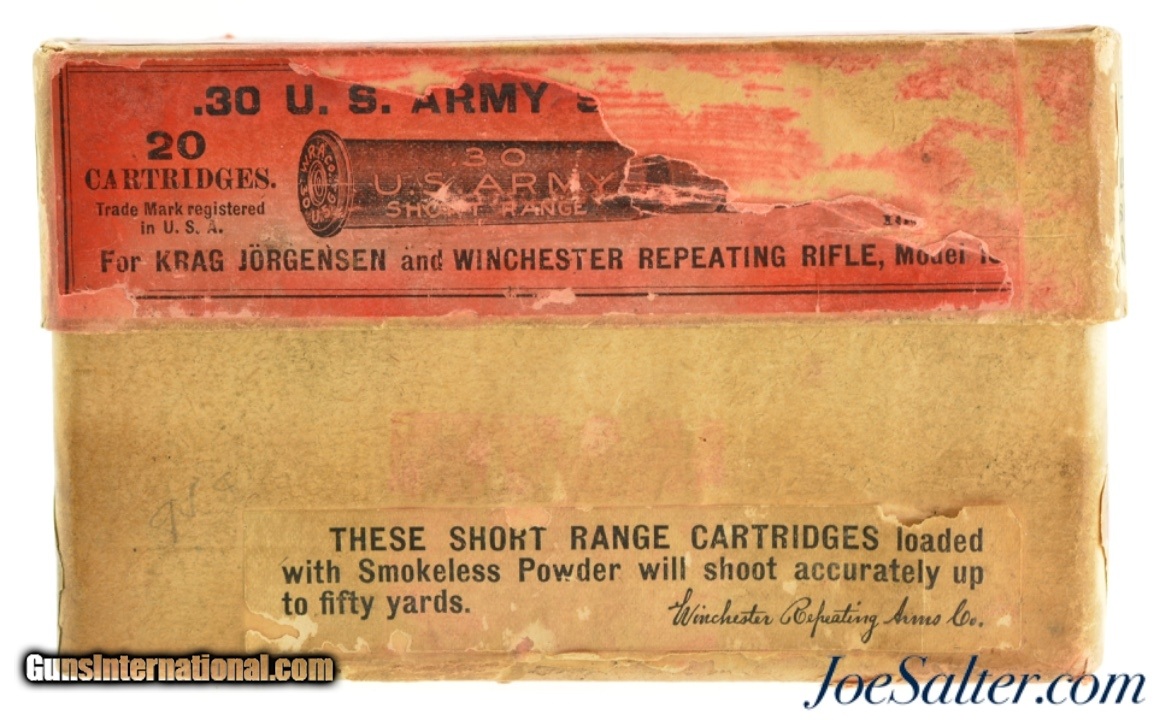 .30 U. S. ARMY
20
CARTRIDGES.
Trade Mark registered
in U. S. A.
W.R.A.Co.
.30
U.S. ARMY
SHORT RANGE
For KRAG JÖRGENSEN and WINCHESTER REPEATING RIFLE, Model
THESE SHORT RANGE CARTRIDGES loaded
with Smokeless Powder will shoot accurately up
to fifty yards.
Winchester Repeating Arms Co.
GunsInternational.com
JoeSalter.com